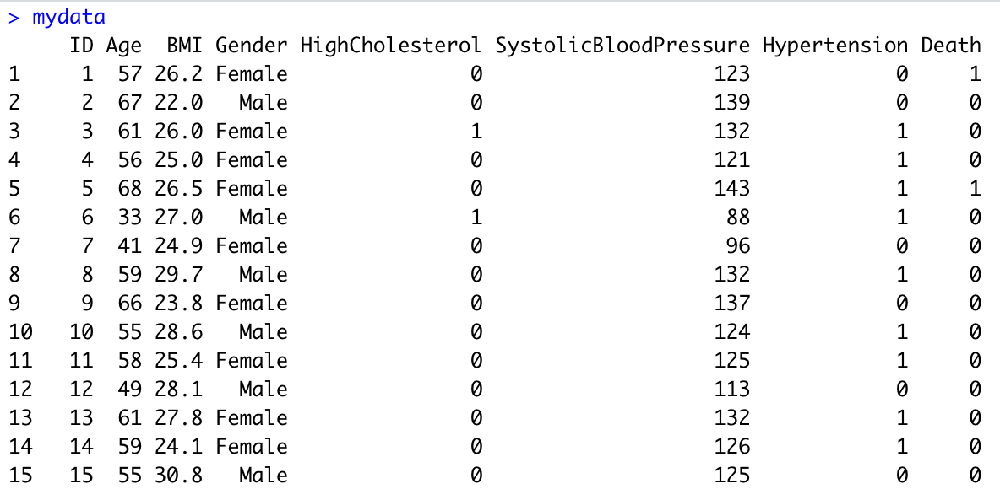 > mydata
ID Age BMI Gender HighCholesterol SystolicBloodPressure Hypertension Death
1 1 57 26.2 Female 0 123 0 1
2 2 67 22.0 Male 0 139 0 0
3 3 61 26.0 Female 1 132 1 0
4 4 56 25.0 Female 0 121 1 0
5 5 68 26.5 Female 0 143 1 1
6 6 33 27.0 Male 1 88 1 0
7 7 41 24.9 Female 0 96 0 0
8 8 59 29.7 Male 0 132 1 0
9 9 66 23.8 Female 0 137 0 0
10 10 55 28.6 Male 0 124 1 0
11 11 58 25.4 Female 0 125 1 0
12 12 49 28.1 Male 0 113 0 0
13 13 61 27.8 Female 0 132 1 0
14 14 59 24.1 Female 0 126 1 0
15 15 55 30.8 Male 0 125 0 0